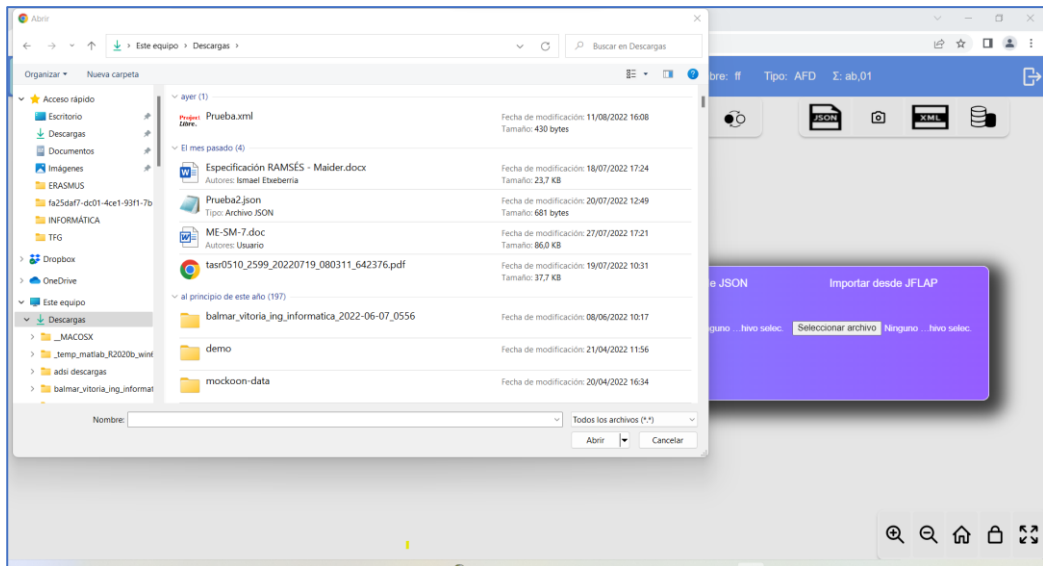 Abrir
Este equipo > Descargas >
Buscar en Descargas
Organizar
Nueva carpeta
Acceso rápido
Escritorio
Descargas
Documentos
Imágenes
ERASMUS
fa25daf7-dc01-4ce1-93f1-7b
INFORMÁTICA
TFG
Dropbox
OneDrive
Este equipo
Descargas
__MACOSX
_temp_matlab_R2020b_win6
adsi descargas
balmar_vitoria_ing_informat
ayer (1)
Project Libre.
Prueba.xml
Fecha de modificación: 11/08/2022 16:08
Tamaño: 430 bytes
El mes pasado (4)
Especificación RAMSÉS - Maider.docx
Autores: Ismael Etxeberria
Fecha de modificación: 18/07/2022 17:24
Tamaño: 23,7 KB
Prueba2.json
Tipo: Archivo JSON
Fecha de modificación: 20/07/2022 12:49
Tamaño: 681 bytes
ME-SM-7.doc
Autores: Usuario
Fecha de modificación: 27/07/2022 17:21
Tamaño: 86,0 KB
tasr0510_2599_20220719_080311_642376.pdf
Fecha de modificación: 19/07/2022 10:31
Tamaño: 37,7 KB
al principio de este año (197)
balmar_vitoria_ing_informatica_2022-06-07_0556
Fecha de modificación: 08/06/2022 10:17
demo
Fecha de modificación: 21/04/2022 11:56
mockoon-data
Fecha de modificación: 20/04/2022 16:34
Nombre:
Todos los archivos (*.*)
Abrir
Cancelar
bre: ff Tipo: AFD Σ: ab,01
JSON
XML
e JSON
Importar desde JFLAP
guno ...hivo selec.
Seleccionar archivo Ninguno ...hivo selec.